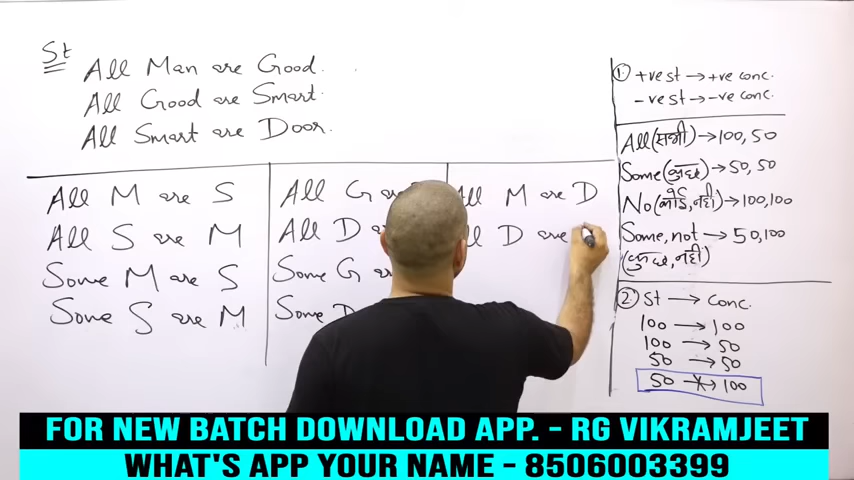 St
All Man are Good.
All Good are Smart.
All Smart are Door.
All M are S
All S are M
Some M are S
Some S are M
All G are
All D
Some G
Some
All M are D
D are
1. +ve st → +ve conc.
-ve st → -ve conc.
All (सभी) → 100, 50
Some (कुछ) → 50, 50
No (कोई, नहीं) → 100, 100
Some, not → 50, 100
(कुछ, नहीं)
2. St → Conc.
100 → 100
100 → 50
50 → 50
50 → 100
FOR NEW BATCH DOWNLOAD APP. - RG VIKRAMJEET
WHAT'S APP YOUR NAME - 8506003399